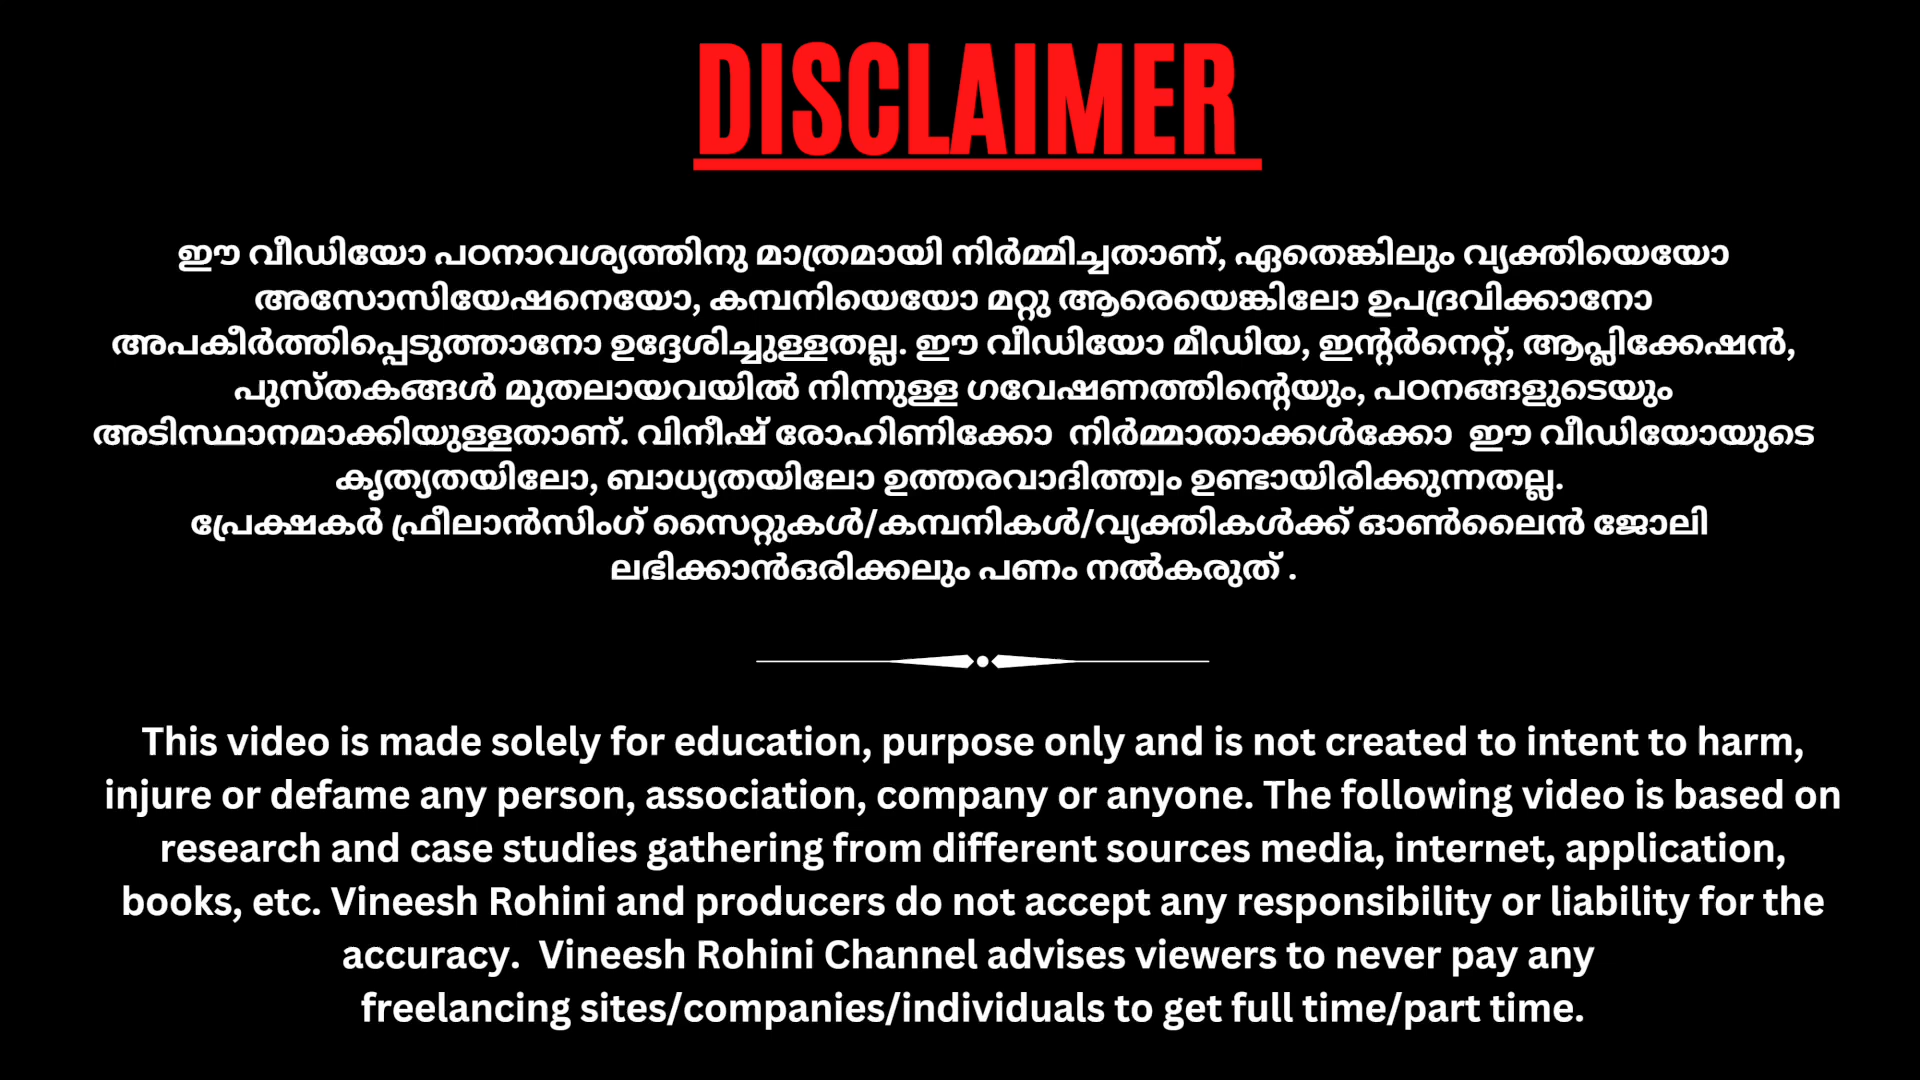 DISCLAIMER
ഈ വീഡിയോ പഠനാവശ്യത്തിനു മാത്രമായി നിർമ്മിച്ചതാണ്, ഏതെങ്കിലും വ്യക്തിയെയോ
അസോസിയേഷനെയോ, കമ്പനിയെയോ മറ്റു ആരെയെങ്കിലോ ഉപദ്രവിക്കാനോ
അപകീർത്തിപ്പെടുത്താനോ ഉദ്ദേശിച്ചുള്ളതല്ല. ഈ വീഡിയോ മീഡിയ, ഇന്റർനെറ്റ്, ആപ്ലിക്കേഷൻ,
പുസ്തകങ്ങൾ മുതലായവയിൽ നിന്നുള്ള ഗവേഷണത്തിന്റെയും, പഠനങ്ങളുടെയും
അടിസ്ഥാനമാക്കിയുള്ളതാണ്. വിനീഷ് രോഹിണിക്കോ നിർമ്മാതാക്കൾക്കോ ഈ വീഡിയോയുടെ
കൃത്യതയിലോ, ബാധ്യതയിലോ ഉത്തരവാദിത്ത്വം ഉണ്ടായിരിക്കുന്നതല്ല.
പ്രേക്ഷകർ ഫ്രീലാൻസിംഗ് സൈറ്റുകൾ/കമ്പനികൾ/വ്യക്തികൾക്ക് ഓൺലൈൻ ജോലി
ലഭിക്കാൻഒരിക്കലും പണം നൽകരുത് .
This video is made solely for education, purpose only and is not created to intent to harm,
injure or defame any person, association, company or anyone. The following video is based on
research and case studies gathering from different sources media, internet, application,
books, etc. Vineesh Rohini and producers do not accept any responsibility or liability for the
accuracy. Vineesh Rohini Channel advises viewers to never pay any
freelancing sites/companies/individuals to get full time/part time.